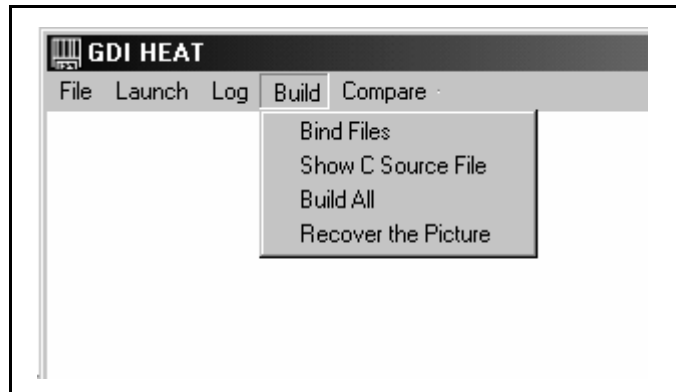 GDI HEAT
File Launch Log Build Compare
Bind Files
Show C Source File
Build All
Recover the Picture